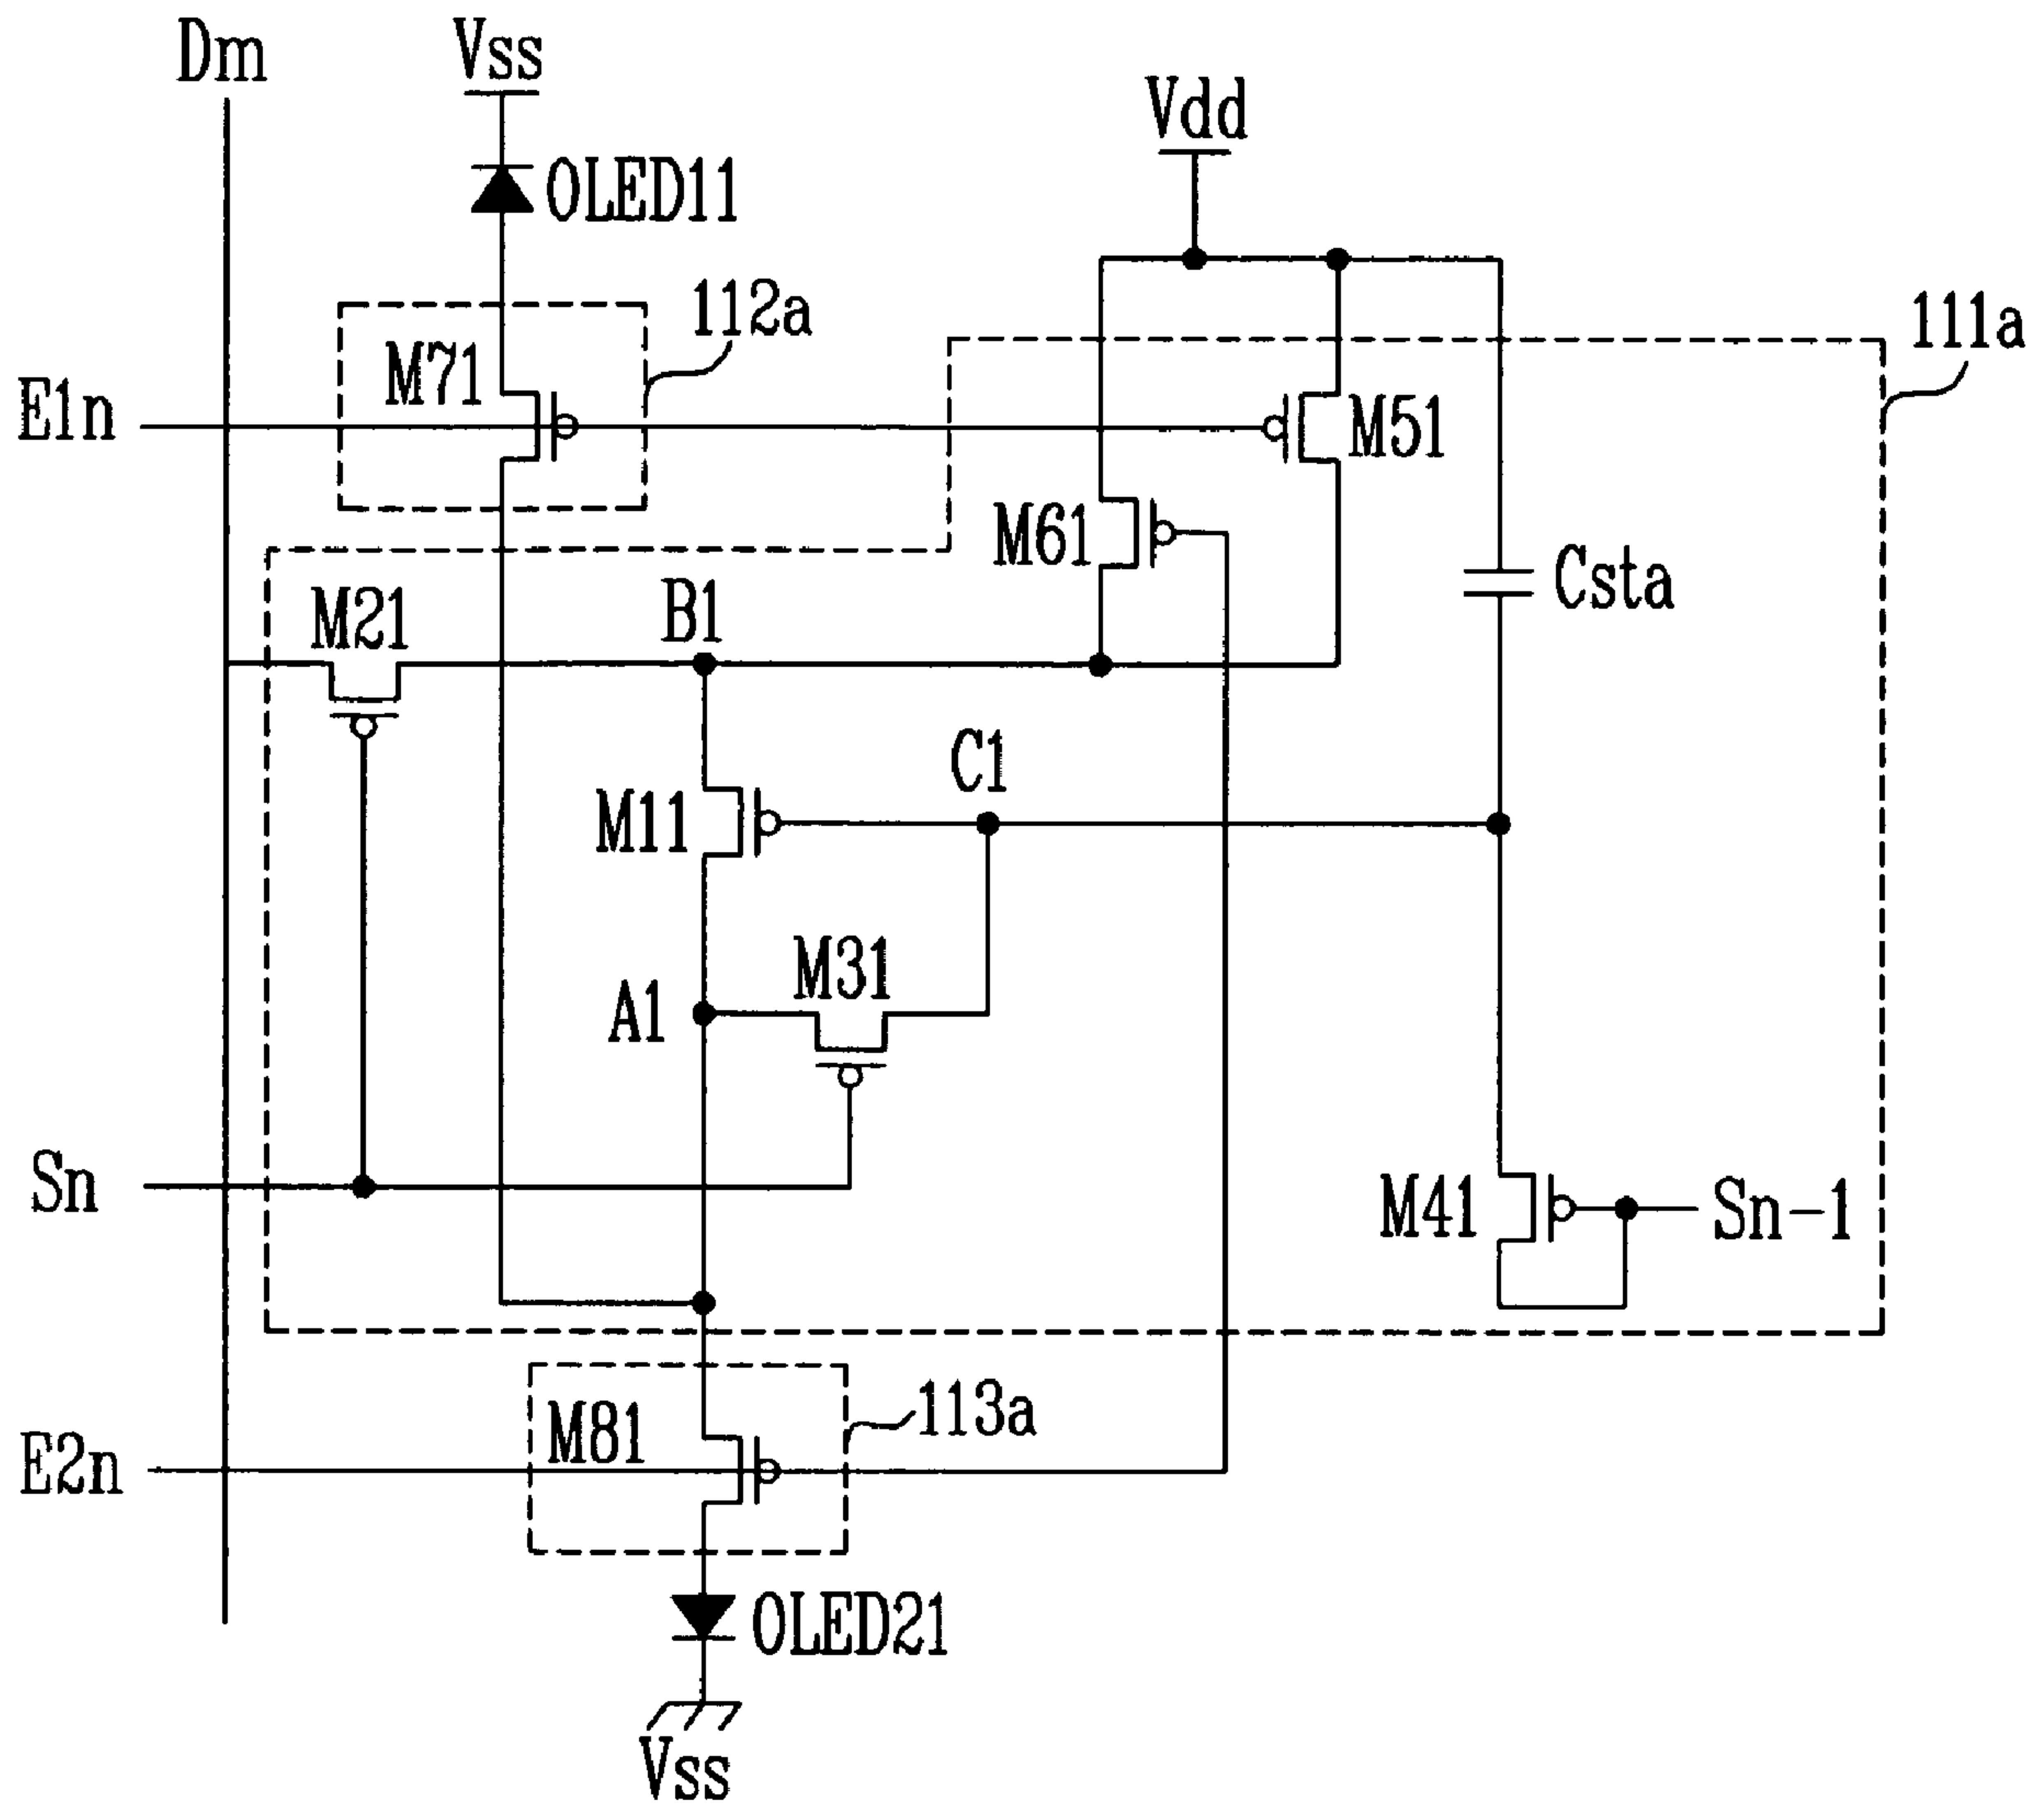 Dm
Vss
Vdd
OLED11
112a
111a
M71
E1n
M51
M61
Csta
M21
B1
C1
M11
M31
A1
Sn
M41
Sn-1
113a
M81
E2n
OLED21
Vss